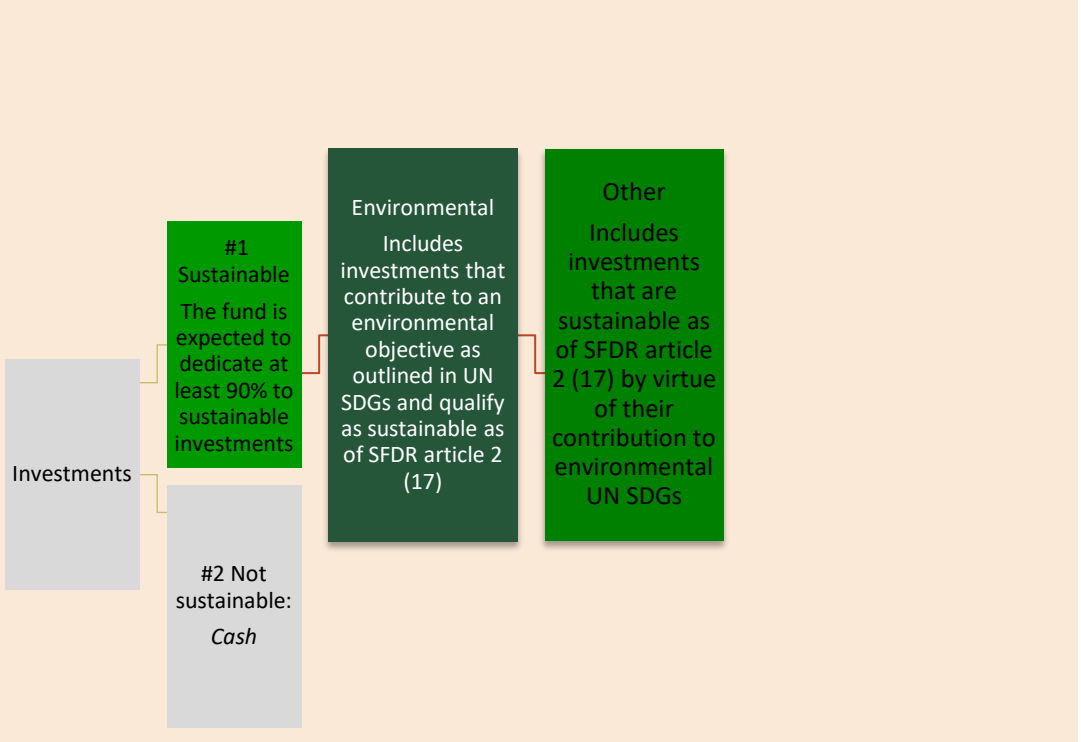 Investments
#1
Sustainable
The fund is
expected to
dedicate at
least 90% to
sustainable
investments
#2 Not
sustainable:
Cash
Environmental
Includes
investments that
contribute to an
environmental
objective as
outlined in UN
SDGs and qualify
as sustainable as
of SFDR article 2
(17)
Other
Includes
investments
that are
sustainable as
of SFDR article
2 (17) by virtue
of their
contribution to
environmental
UN SDGs